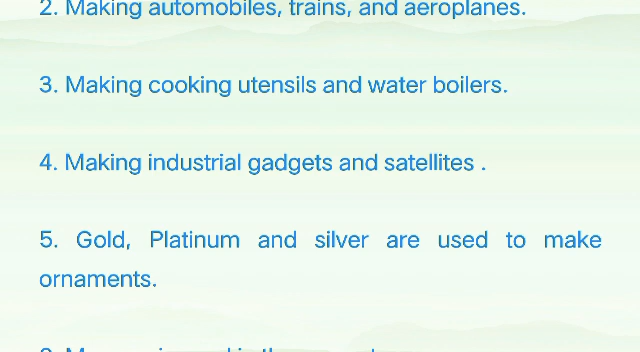 2. Making automobiles, trains, and aeroplanes.
3. Making cooking utensils and water boilers.
4. Making industrial gadgets and satellites .
5. Gold, Platinum and silver are used to make
ornaments.